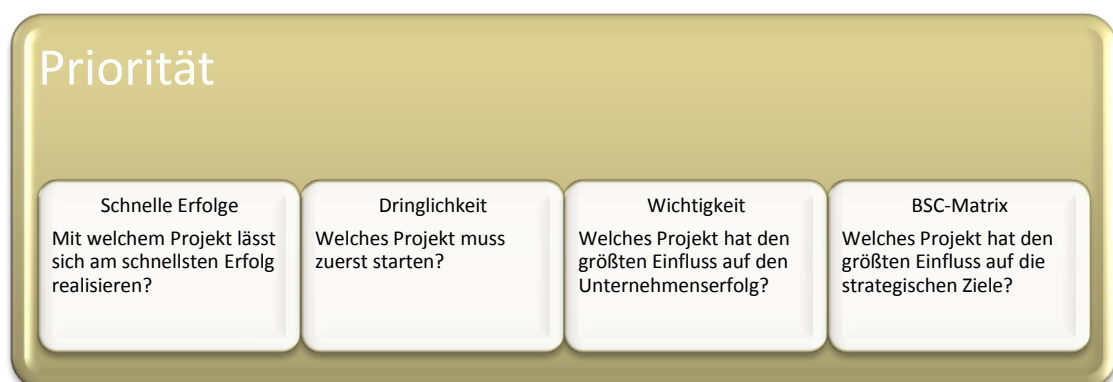 Priorität
Schnelle Erfolge
Mit welchem Projekt lässt
sich am schnellsten Erfolg
realisieren?
Dringlichkeit
Welches Projekt muss
zuerst starten?
Wichtigkeit
Welches Projekt hat den
größten Einfluss auf den
Unternehmenserfolg?
BSC-Matrix
Welches Projekt hat den
größten Einfluss auf die
strategischen Ziele?